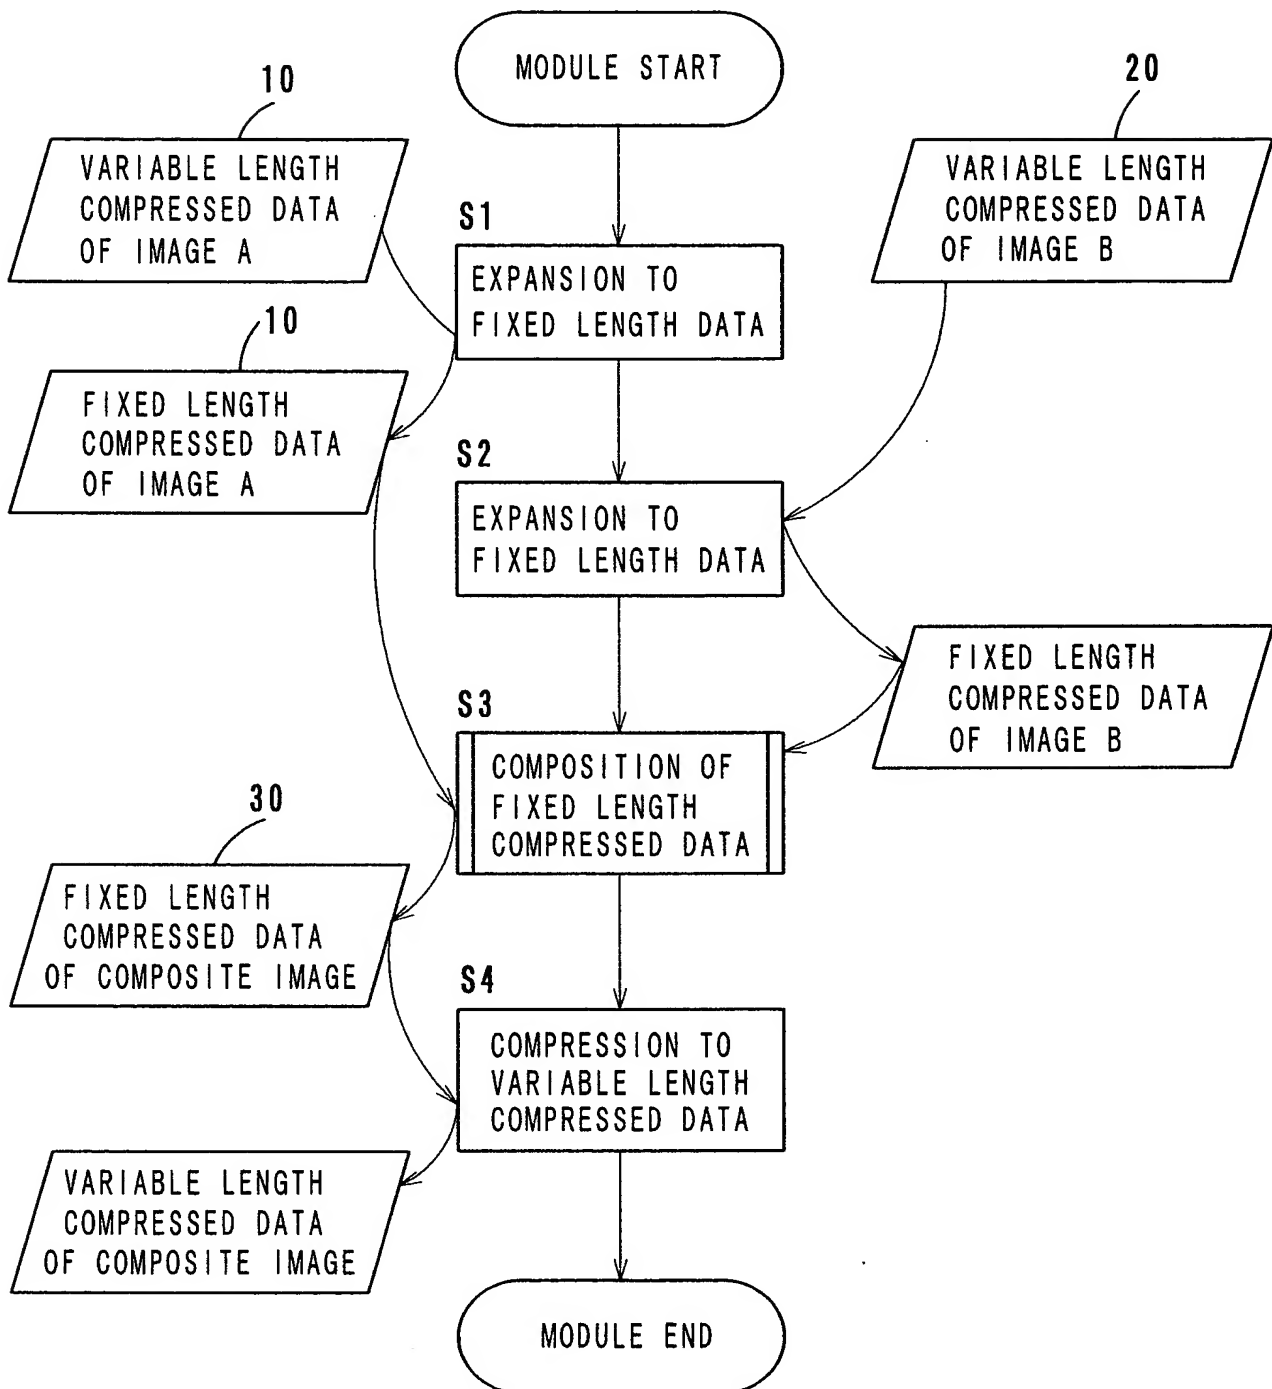 MODULE START
10
20
VARIABLE LENGTH
COMPRESSED DATA
OF IMAGE A
VARIABLE LENGTH
COMPRESSED DATA
OF IMAGE B
S1
EXPANSION TO
FIXED LENGTH DATA
10
FIXED LENGTH
COMPRESSED DATA
OF IMAGE A
S2
EXPANSION TO
FIXED LENGTH DATA
FIXED LENGTH
COMPRESSED DATA
OF IMAGE B
S3
COMPOSITION OF
FIXED LENGTH
COMPRESSED DATA
30
FIXED LENGTH
COMPRESSED DATA
OF COMPOSITE IMAGE
S4
COMPRESSION TO
VARIABLE LENGTH
COMPRESSED DATA
VARIABLE LENGTH
COMPRESSED DATA
OF COMPOSITE IMAGE
MODULE END